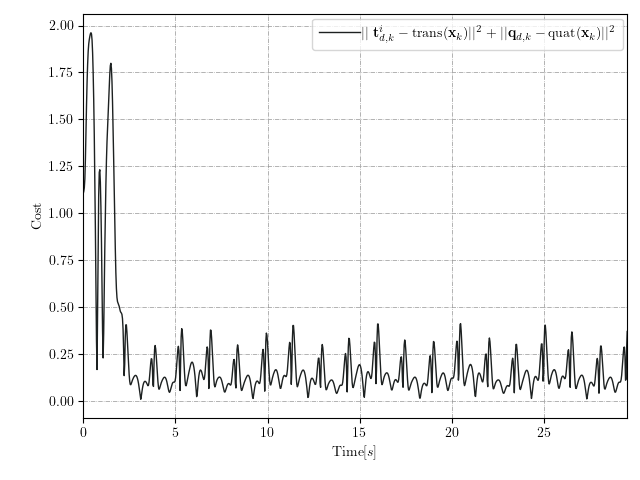 || t^i_{d,k} − trans(x_k)||² + ||q_{d,k} − quat(x_k)||²
2.00
1.75
1.50
1.25
1.00
0.75
0.50
0.25
0.00
Cost
0 5 10 15 20 25
Time[s]